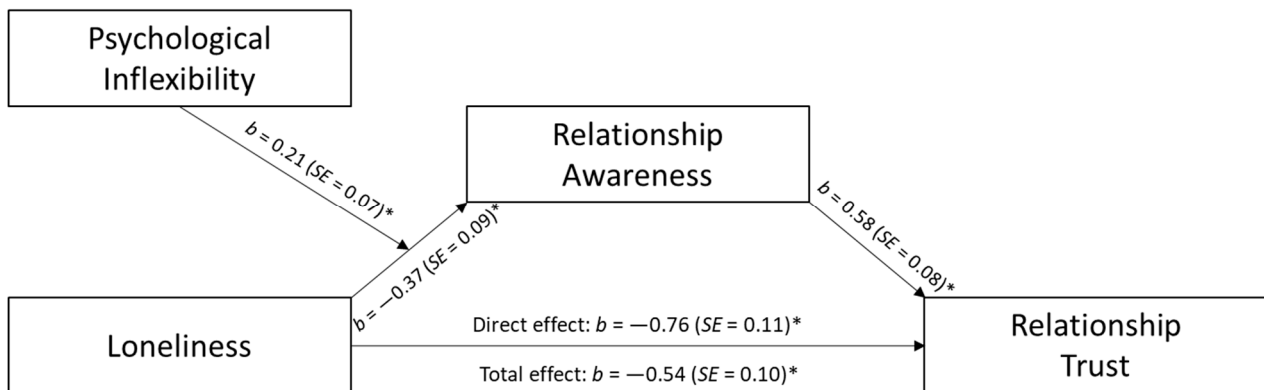 Psychological
Inflexibility
b = 0.21 (SE = 0.07)*
Relationship
Awareness
b = —0.37 (SE = 0.09)*
b = 0.58 (SE = 0.08)*
Loneliness
Direct effect: b = —0.76 (SE = 0.11)*
Total effect: b = —0.54 (SE = 0.10)*
Relationship
Trust